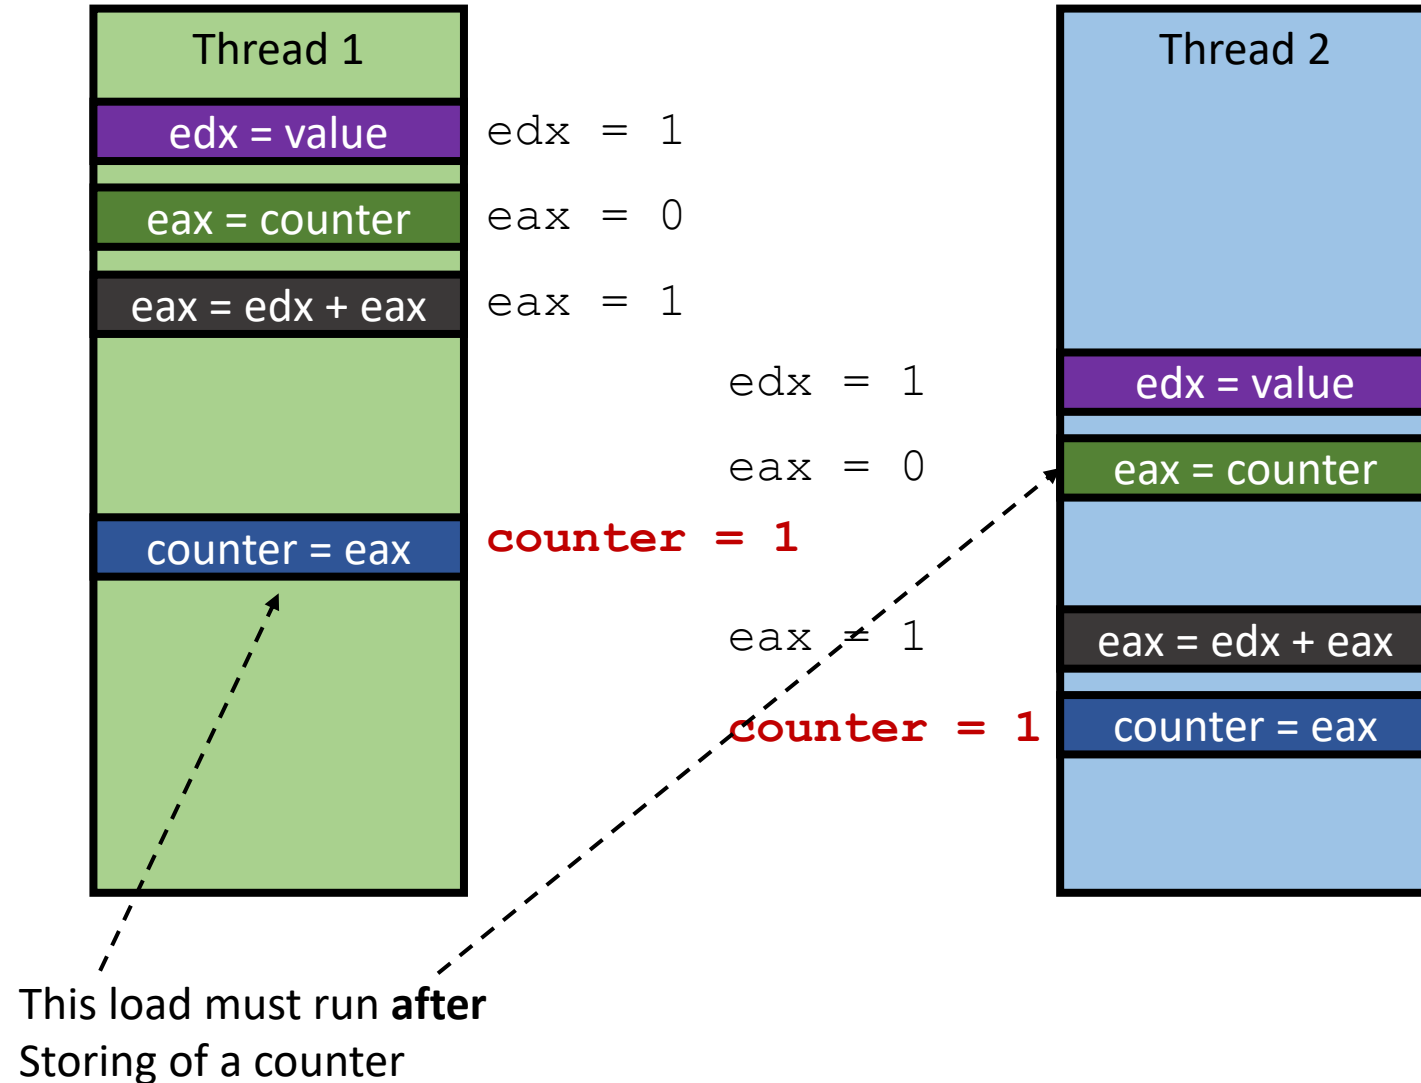 Thread 1
Thread 2
edx = value
edx = 1
eax = counter
eax = 0
eax = edx + eax
eax = 1
edx = 1
edx = value
eax = 0
eax = counter
counter = eax
counter = 1
eax = 1
eax = edx + eax
counter = 1
counter = eax
This load must run after
Storing of a counter